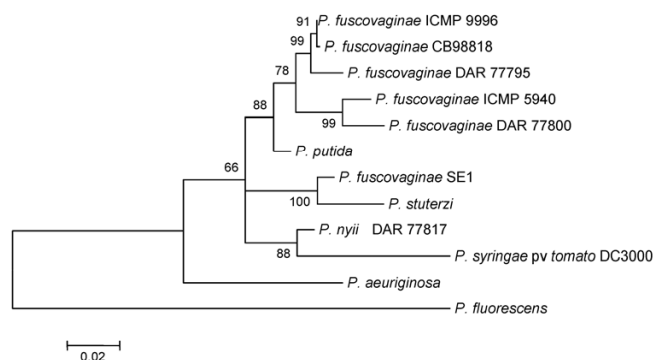 91
P. fuscovaginae ICMP 9996
99
P. fuscovaginae CB98818
78
P. fuscovaginae DAR 77795
88
P. fuscovaginae ICMP 5940
99
P. fuscovaginae DAR 77800
P. putida
66
P. fuscovaginae SE1
100
P. stuterzi
P. nyii DAR 77817
88
P. syringae pv tomato DC3000
P. aeuriginosa
P. fluorescens
0.02